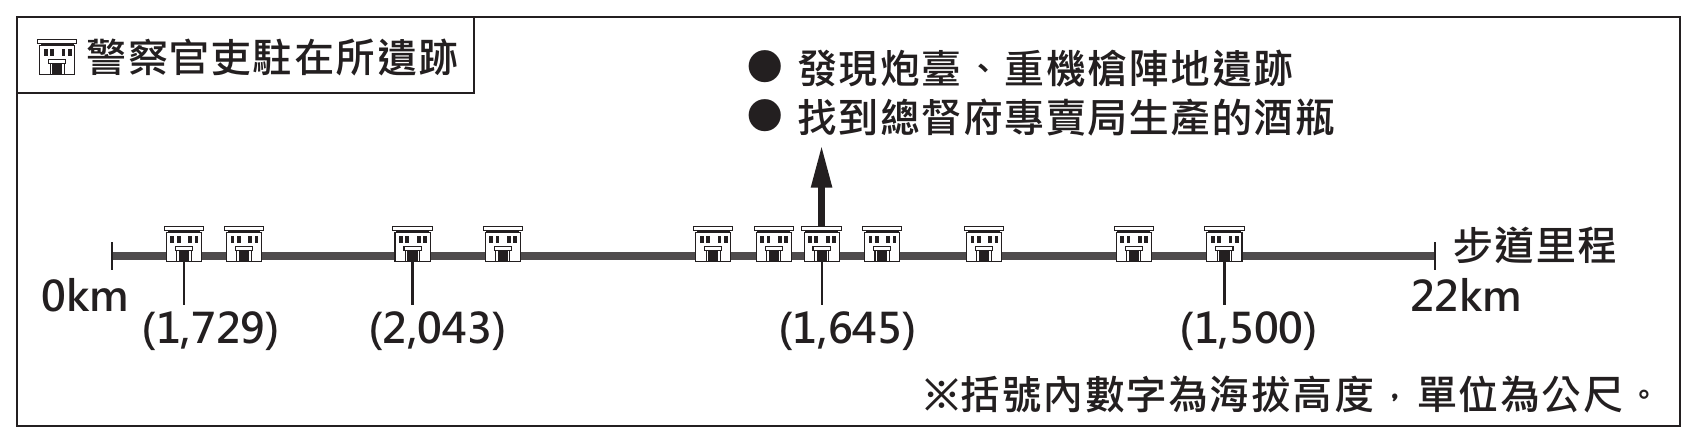 警察官吏駐在所遺跡
● 發現炮臺、重機槍陣地遺跡
● 找到總督府專賣局生產的酒瓶
步道里程
0km
22km
(1,729)
(2,043)
(1,645)
(1,500)
※括號內數字為海拔高度，單位為公尺。